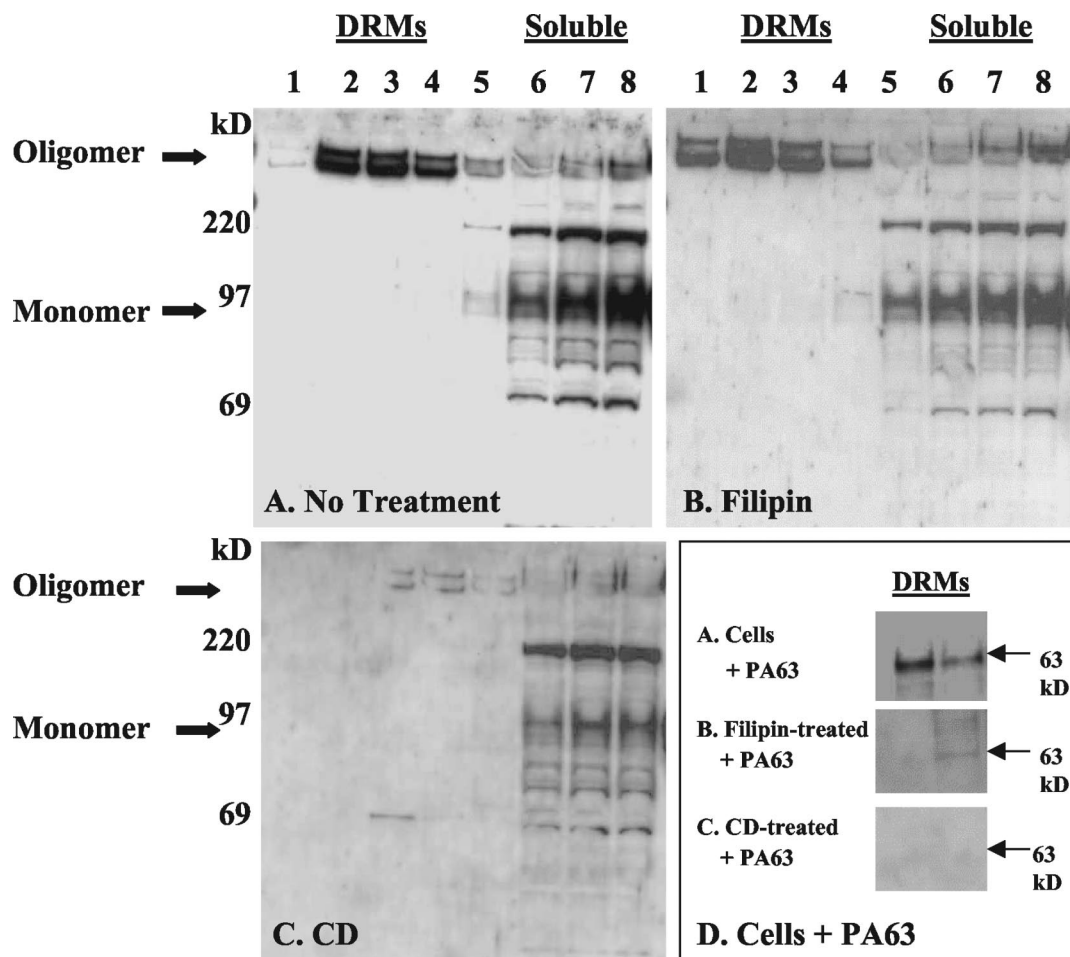 DRMs Soluble DRMs Soluble
1 2 3 4 5 6 7 8 1 2 3 4 5 6 7 8
kD
Oligomer
220
97
Monomer
69
A. No Treatment B. Filipin
kD
Oligomer
220
97
Monomer
69
C. CD
DRMs
A. Cells
+ PA63
63
kD
B. Filipin-treated
+ PA63
63
kD
C. CD-treated
+ PA63
63
kD
D. Cells + PA63